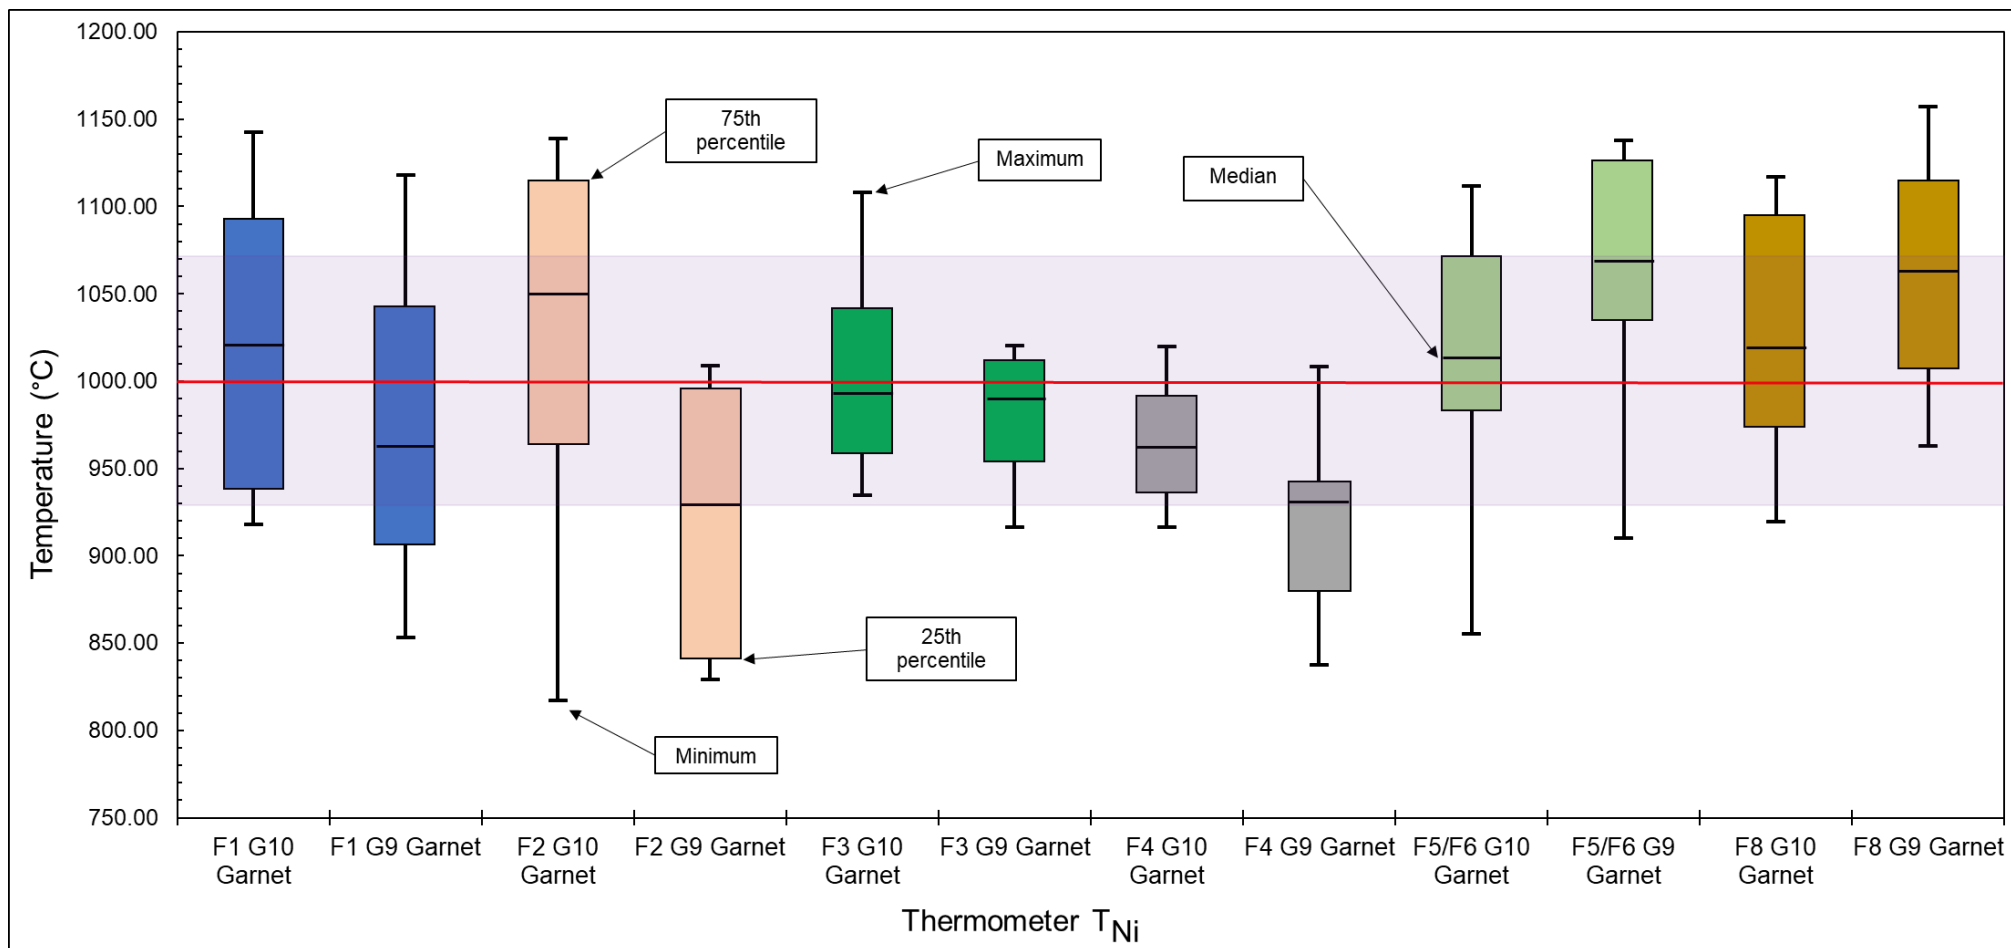 1200.00
1150.00
1100.00
1050.00
1000.00
950.00
900.00
850.00
800.00
750.00
Temperature (°C)
75th
percentile
Maximum
Median
25th
percentile
Minimum
F1 G10
Garnet
F1 G9 Garnet
F2 G10
Garnet
F2 G9 Garnet
F3 G10
Garnet
F3 G9 Garnet
F4 G10
Garnet
F4 G9 Garnet
F5/F6 G10
Garnet
F5/F6 G9
Garnet
F8 G10
Garnet
F8 G9 Garnet
Thermometer TNi